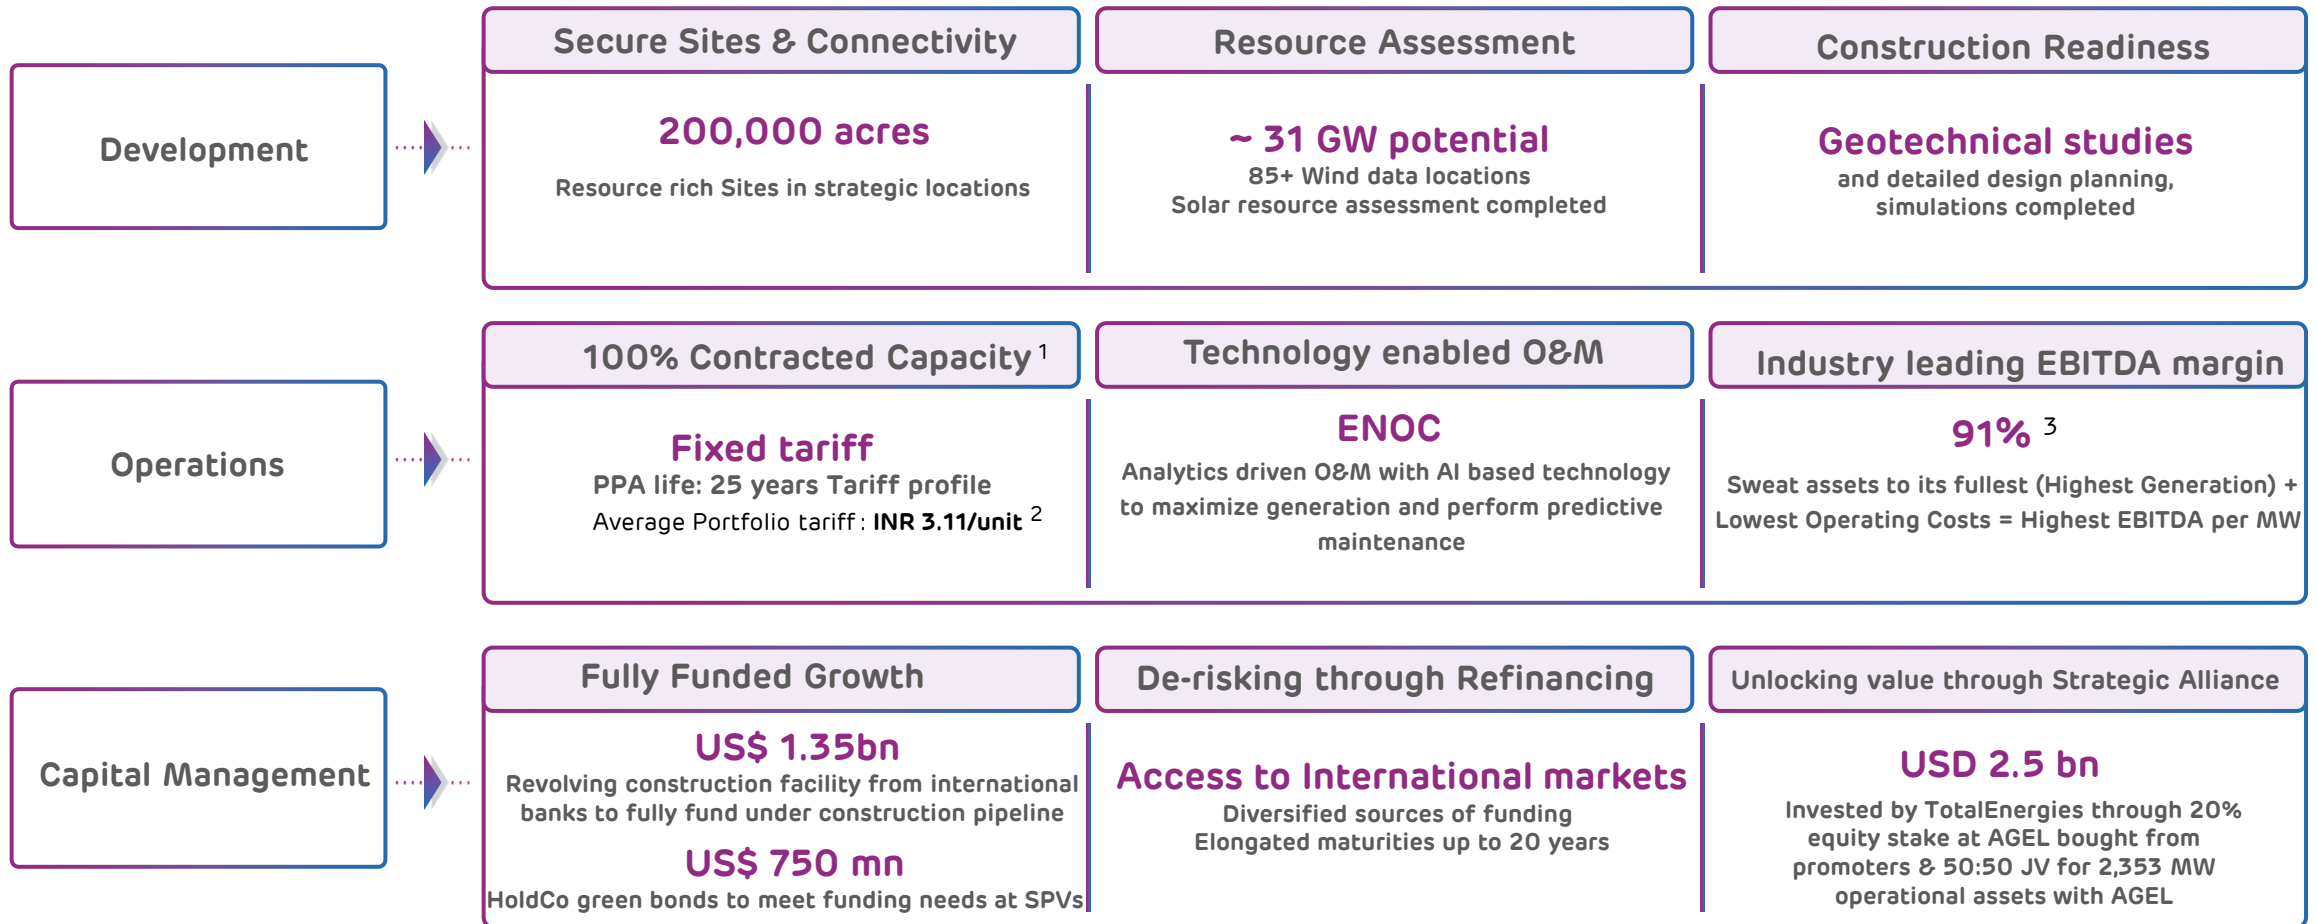 Development
Secure Sites & Connectivity
200,000 acres
Resource rich Sites in strategic locations
Resource Assessment
~ 31 GW potential
85+ Wind data locations
Solar resource assessment completed
Construction Readiness
Geotechnical studies
and detailed design planning,
simulations completed
Operations
100% Contracted Capacity 1
Fixed tariff
PPA life: 25 years Tariff profile
Average Portfolio tariff : INR 3.11/unit 2
Technology enabled O&M
ENOC
Analytics driven O&M with AI based technology
to maximize generation and perform predictive
maintenance
Industry leading EBITDA margin
91% 3
Sweat assets to its fullest (Highest Generation) +
Lowest Operating Costs = Highest EBITDA per MW
Capital Management
Fully Funded Growth
US$ 1.35bn
Revolving construction facility from international
banks to fully fund under construction pipeline
US$ 750 mn
HoldCo green bonds to meet funding needs at SPVs
De-risking through Refinancing
Access to International markets
Diversified sources of funding
Elongated maturities up to 20 years
Unlocking value through Strategic Alliance
USD 2.5 bn
Invested by TotalEnergies through 20%
equity stake at AGEL bought from
promoters & 50:50 JV for 2,353 MW
operational assets with AGEL